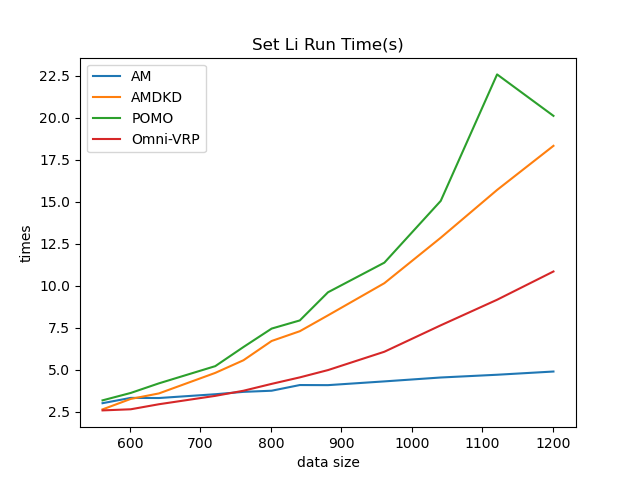 Set Li Run Time(s)
AM
AMDKD
POMO
Omni-VRP
22.5
20.0
17.5
15.0
12.5
10.0
7.5
5.0
2.5
times
600 700 800 900 1000 1100 1200
data size